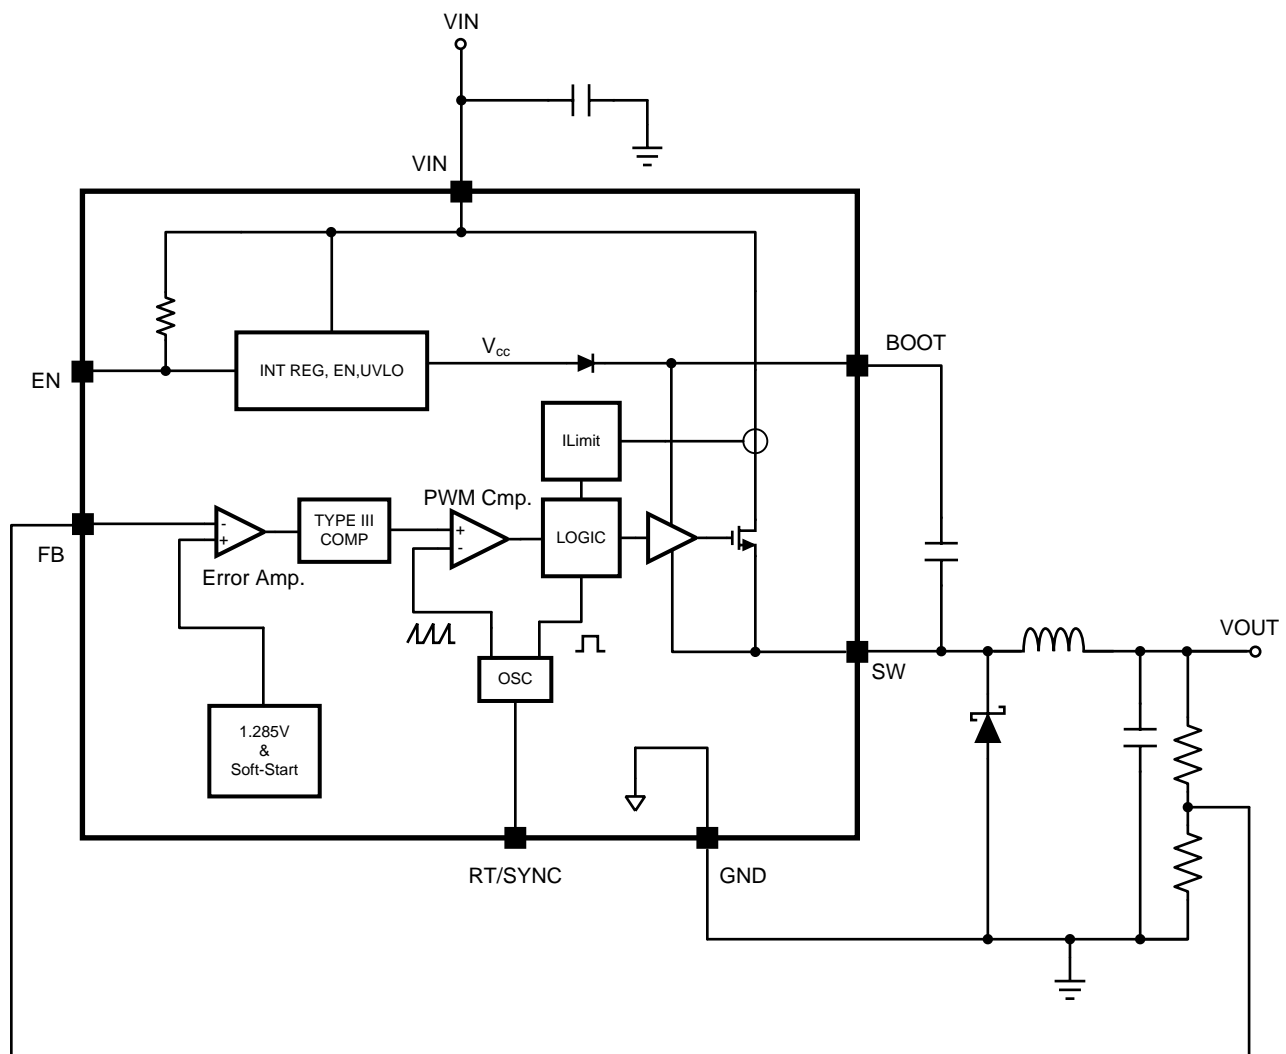 VIN
VIN
BOOT
V_cc
EN
INT REG, EN,UVLO
ILimit
PWM Cmp.
FB
-
+
TYPE III
COMP
+
-
LOGIC
Error Amp.
VOUT
SW
OSC
1.285V
&
Soft-Start
RT/SYNC
GND